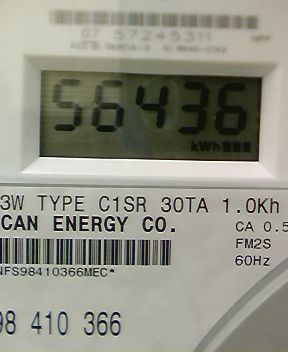 07 57245311
56436
kWh
3W TYPE C1SR 30TA 1.0Kh
CAN ENERGY CO.
CA 0.5
FM2S
NFS98410366MEC*
60Hz
98 410 366